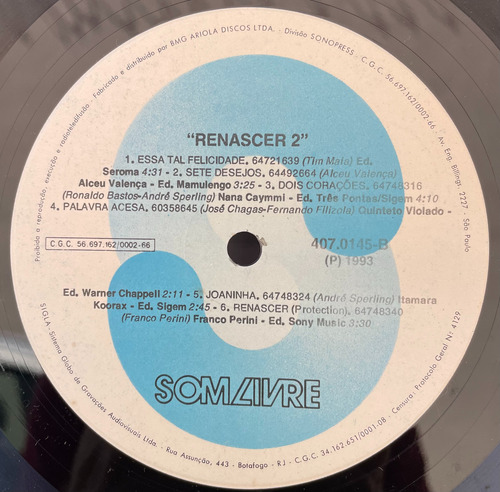 "RENASCER 2"
1. ESSA TAL FELICIDADE. 64721639 (Tim Maia) Ed.
Seroma 4:31 - 2. SETE DESEJOS. 64492664 (Alceu Valença)
Alceu Valença - Ed. Mamulengo 3:25 - 3. DOIS CORAÇÕES. 64748316
(Ronaldo Bastos-André Sperling) Nana Caymmi - Ed. Três Pontas/Sigem 4:10
4. PALAVRA ACESA. 60358645 (José Chagas-Fernando Filizola) Quinteto Violado -
C.G.C. 56.697.162/0002-66
407.0145-B
(P) 1993
Ed. Warner Chappell 2:11 - 5. JOANINHA. 64748324 (André Sperling) Itamara
Koorax - Ed. Sigem 2:45 - 6. RENASCER (Protection). 64748340
(Franco Perini) Franco Perini - Ed. Sony Music 3:30
SOM LIVRE
Proibida a reprodução, execução e radioteledifusão. - Fabricado e distribuído por BMG ARIOLA DISCOS LTDA. - Divisão SONOPRESS - C.G.C. 56.697.162/0007-66 - Av. Eng. Billings, 2227 - São Paulo
SIGLA - Sistema Globo de Gravações Audiovisuais Ltda. - Rua Assunção, 443 - Botafogo - RJ - C.G.C. 34.162.651/0001-08 - Censura: Protocolo Geral Nº 4129